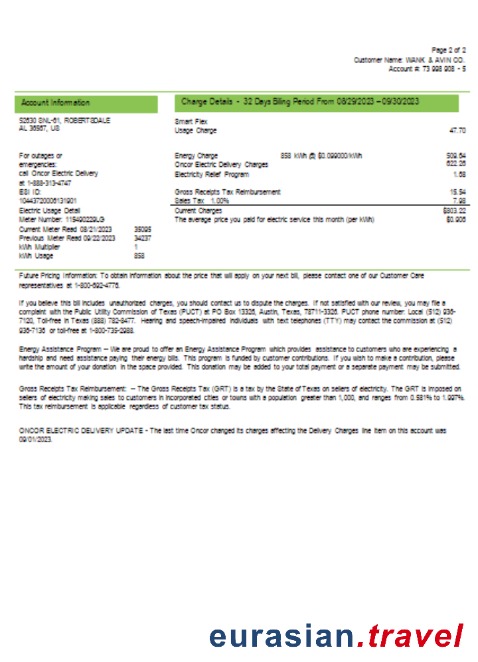 Page 2 of 2
Customer Name: WANK & AVIN CO.
Account #: 73 998 908 - 5
Account Information
Charge Details - 32 Days Biling Period From 08/29/2023 – 09/30/2023
52530 SNL-61, ROBERTSDALE
AL 36567, US
Smart Flex
Usage Charge 47.70
For outages or
emergencies:
call Oncor Electric Delivery
at 1-888-313-4747
ESI ID:
10443720006131901
Electric Usage Detail
Meter Number: 115490229LG
Current Meter Read 08/21/2023 35095
Previous Meter Read 09/22/2023 34237
kWh Multiplier 1
kWh Usage 858
Energy Charge 858 kWh @ $0.099000/kWh 509.64
Oncor Electric Delivery Charges 622.26
Electricity Relief Program 1.68
Gross Receipts Tax Reimbursement 15.54
Sales Tax 1.00% 7.98
Current Charges $803.22
The average price you paid for electric service this month (per kWh) $0.906
Future Pricing Information: To obtain information about the price that will apply on your next bill, please contact one of our Customer Care
representatives at 1-800-692-4776.
If you believe this bill includes unauthorized charges, you should contact us to dispute the charges. If not satisfied with our review, you may file a
complaint with the Public Utility Commission of Texas (PUCT) at PO Box 13326, Austin, Texas, 78711-3326. PUCT phone number: Local (512) 936-
7120, Toll-free in Texas (888) 782-8477. Hearing and speech-impaired individuals with text telephones (TTY) may contact the commission at (512)
936-7136 or toll-free at 1-800-735-2988.
Energy Assistance Program – We are proud to offer an Energy Assistance Program which provides assistance to customers who are experiencing a
hardship and need assistance paying their energy bills. This program is funded by customer contributions. If you wish to make a contribution, please
write the amount of your donation in the space provided. This donation may be added to your total payment or a separate payment may be submitted.
Gross Receipts Tax Reimbursement: – The Gross Receipts Tax (GRT) is a tax by the State of Texas on sellers of electricity. The GRT is imposed on
sellers of electricity making sales to customers in incorporated cities or towns with a population greater than 1,000, and ranges from 0.581% to 1.997%.
This tax reimbursement is applicable regardless of customer tax status.
ONCOR ELECTRIC DELIVERY UPDATE - The last time Oncor changed its charges affecting the Delivery Charges line item on this account was
09/01/2023.
eurasian.travel